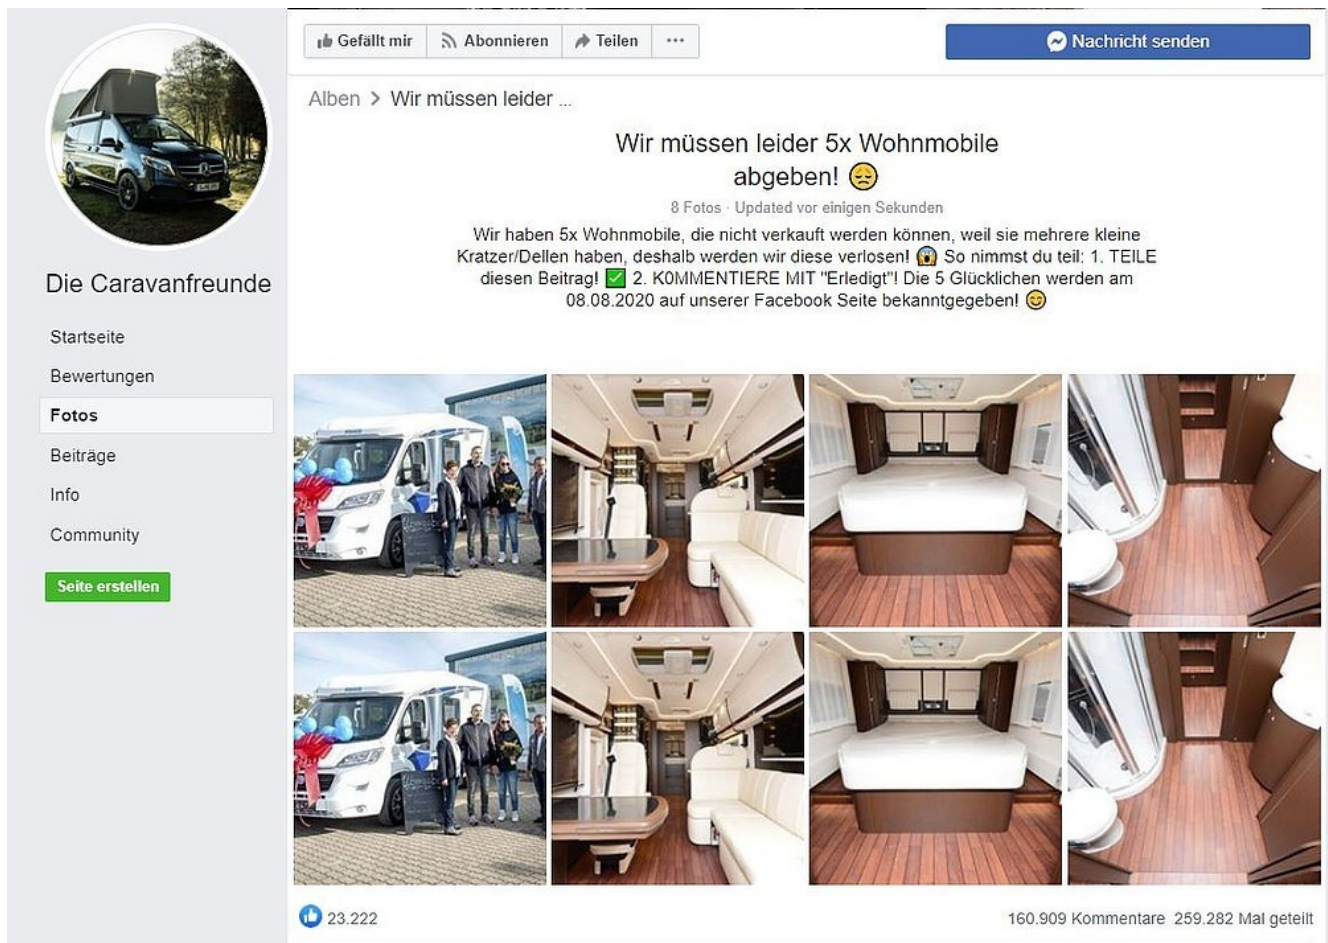 Gefällt mir
Abonnieren
Teilen
Nachricht senden
Alben > Wir müssen leider ...
Wir müssen leider 5x Wohnmobile
abgeben! 😞
8 Fotos · Updated vor einigen Sekunden
Wir haben 5x Wohnmobile, die nicht verkauft werden können, weil sie mehrere kleine
Kratzer/Dellen haben, deshalb werden wir diese verlosen! 😱 So nimmst du teil: 1. TEILE
diesen Beitrag! ✅ 2. K0MMENTIERE MIT "Erledigt"! Die 5 Glücklichen werden am
08.08.2020 auf unserer Facebook Seite bekanntgegeben! 😊
Die Caravanfreunde
Startseite
Bewertungen
Fotos
Beiträge
Info
Community
Seite erstellen
23.222
160.909 Kommentare 259.282 Mal geteilt